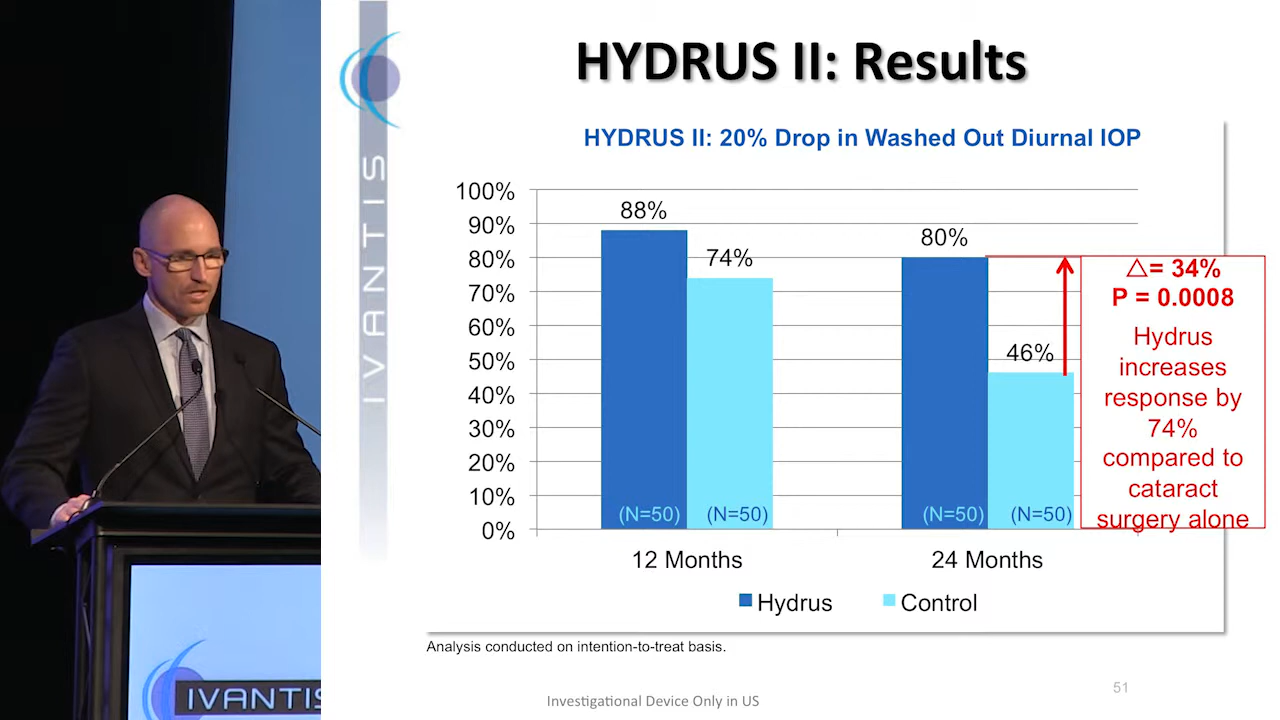 HYDRUS II: Results
IVANTIS
HYDRUS II: 20% Drop in Washed Out Diurnal IOP
100%
90%
80%
70%
60%
50%
40%
30%
20%
10%
0%
88%
74%
80%
46%
(N=50)
(N=50)
(N=50)
(N=50)
12 Months
24 Months
Hydrus
Control
△= 34%
P = 0.0008
Hydrus
increases
response by
74%
compared to
cataract
surgery alone
Analysis conducted on intention-to-treat basis.
Investigational Device Only in US
51
IVANTIS